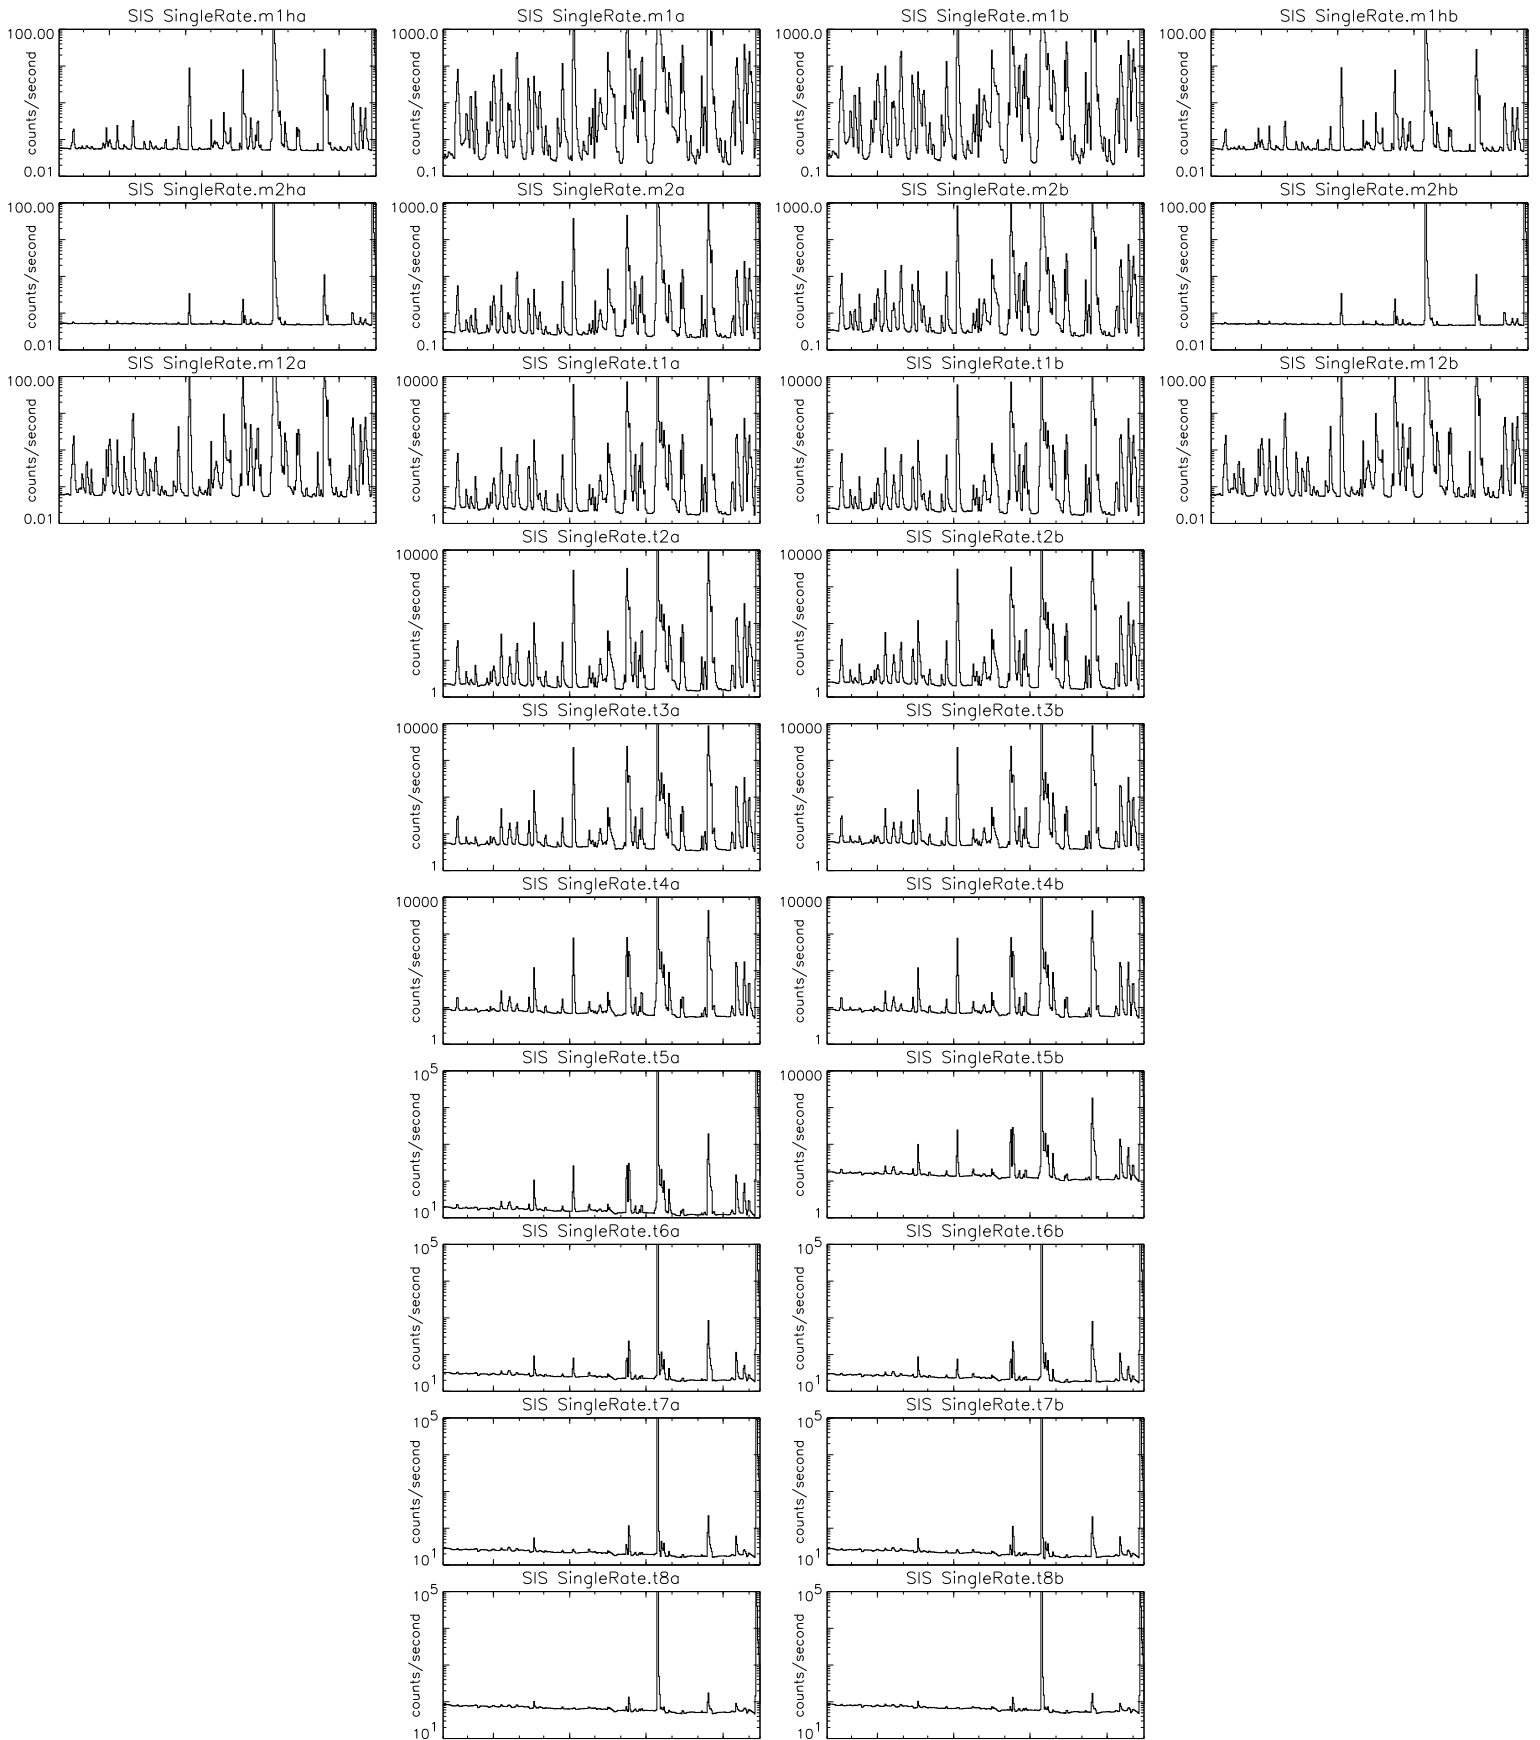 SIS SingleRate.m1ha
100.00
counts/second
0.01
SIS SingleRate.m1a
1000.0
counts/second
0.1
SIS SingleRate.m1b
1000.0
counts/second
0.1
SIS SingleRate.m1hb
100.00
counts/second
0.01
SIS SingleRate.m2ha
100.00
counts/second
0.01
SIS SingleRate.m2a
1000.0
counts/second
0.1
SIS SingleRate.m2b
1000.0
counts/second
0.1
SIS SingleRate.m2hb
100.00
counts/second
0.01
SIS SingleRate.m12a
100.00
counts/second
0.01
SIS SingleRate.t1a
10000
counts/second
1
SIS SingleRate.t1b
10000
counts/second
1
SIS SingleRate.m12b
100.00
counts/second
0.01
SIS SingleRate.t2a
10000
counts/second
1
SIS SingleRate.t2b
10000
counts/second
1
SIS SingleRate.t3a
10000
counts/second
1
SIS SingleRate.t3b
10000
counts/second
1
SIS SingleRate.t4a
10000
counts/second
1
SIS SingleRate.t4b
10000
counts/second
1
SIS SingleRate.t5a
10^5
counts/second
10^1
SIS SingleRate.t5b
10000
counts/second
1
SIS SingleRate.t6a
10^5
counts/second
10^1
SIS SingleRate.t6b
10^5
counts/second
10^1
SIS SingleRate.t7a
10^5
counts/second
10^1
SIS SingleRate.t7b
10^5
counts/second
10^1
SIS SingleRate.t8a
10^5
counts/second
10^1
SIS SingleRate.t8b
10^5
counts/second
10^1